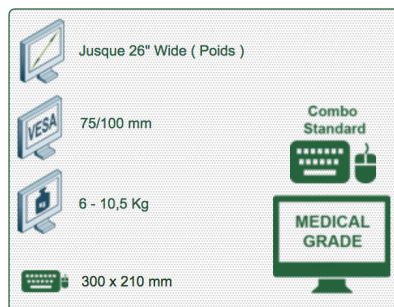 Jusque 26" Wide ( Poids )
VESA
75/100 mm
KG
6 - 10,5 Kg
300 x 210 mm
Combo
Standard
MEDICAL
GRADE